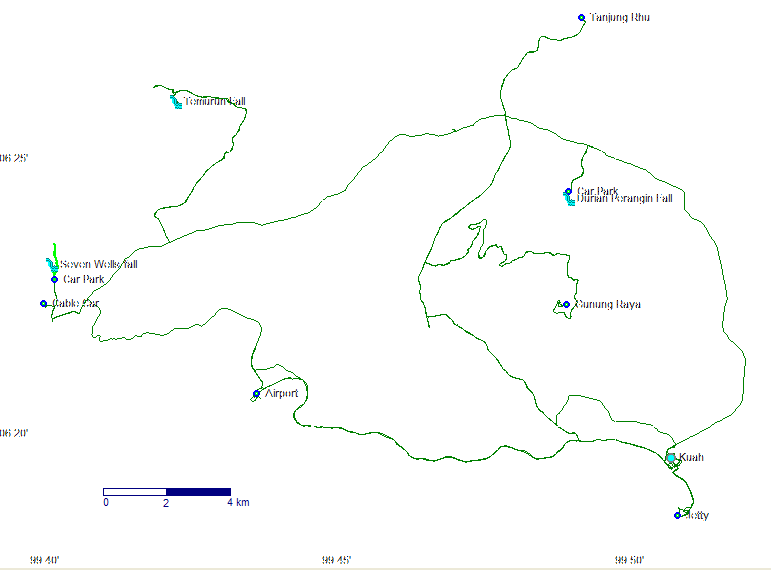 Tanjung Rhu
Temurun Fall
06 25'
Car Park
Durian Perangin Fall
Seven Wells fall
Car Park
Cable Car
Gunung Raya
Airport
06 20'
Kuah
0 2 4 km
Jetty
99 40' 99 45' 99 50'